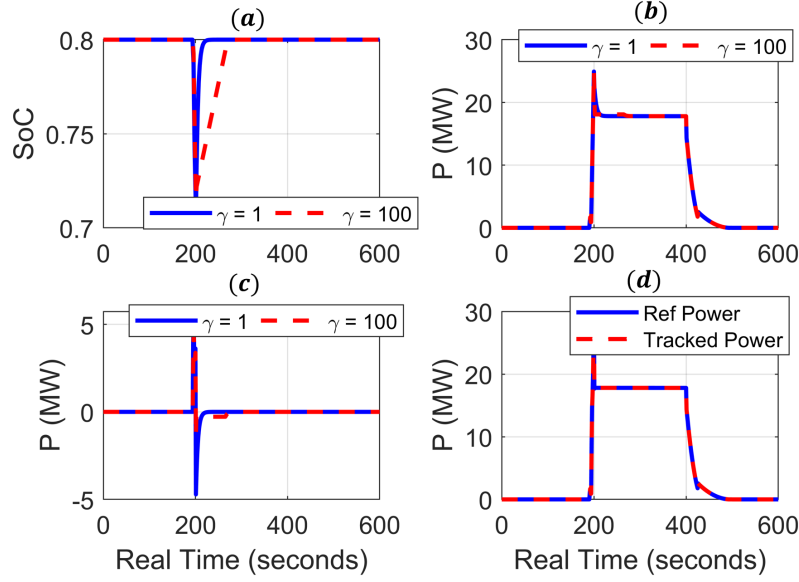 (a)
0.8
0.75
0.7
SoC
γ = 1
γ = 100
0 200 400 600
(b)
30
20
10
0
P (MW)
γ = 1
γ = 100
0 200 400 600
(c)
5
0
-5
P (MW)
γ = 1
γ = 100
0 200 400 600
Real Time (seconds)
(d)
30
20
10
0
P (MW)
Ref Power
Tracked Power
0 200 400 600
Real Time (seconds)